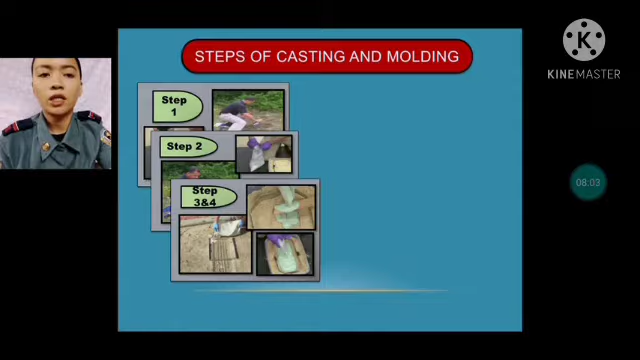 STEPS OF CASTING AND MOLDING
KINEMASTER
Step
1
Step 2
Step
3&4
08:03